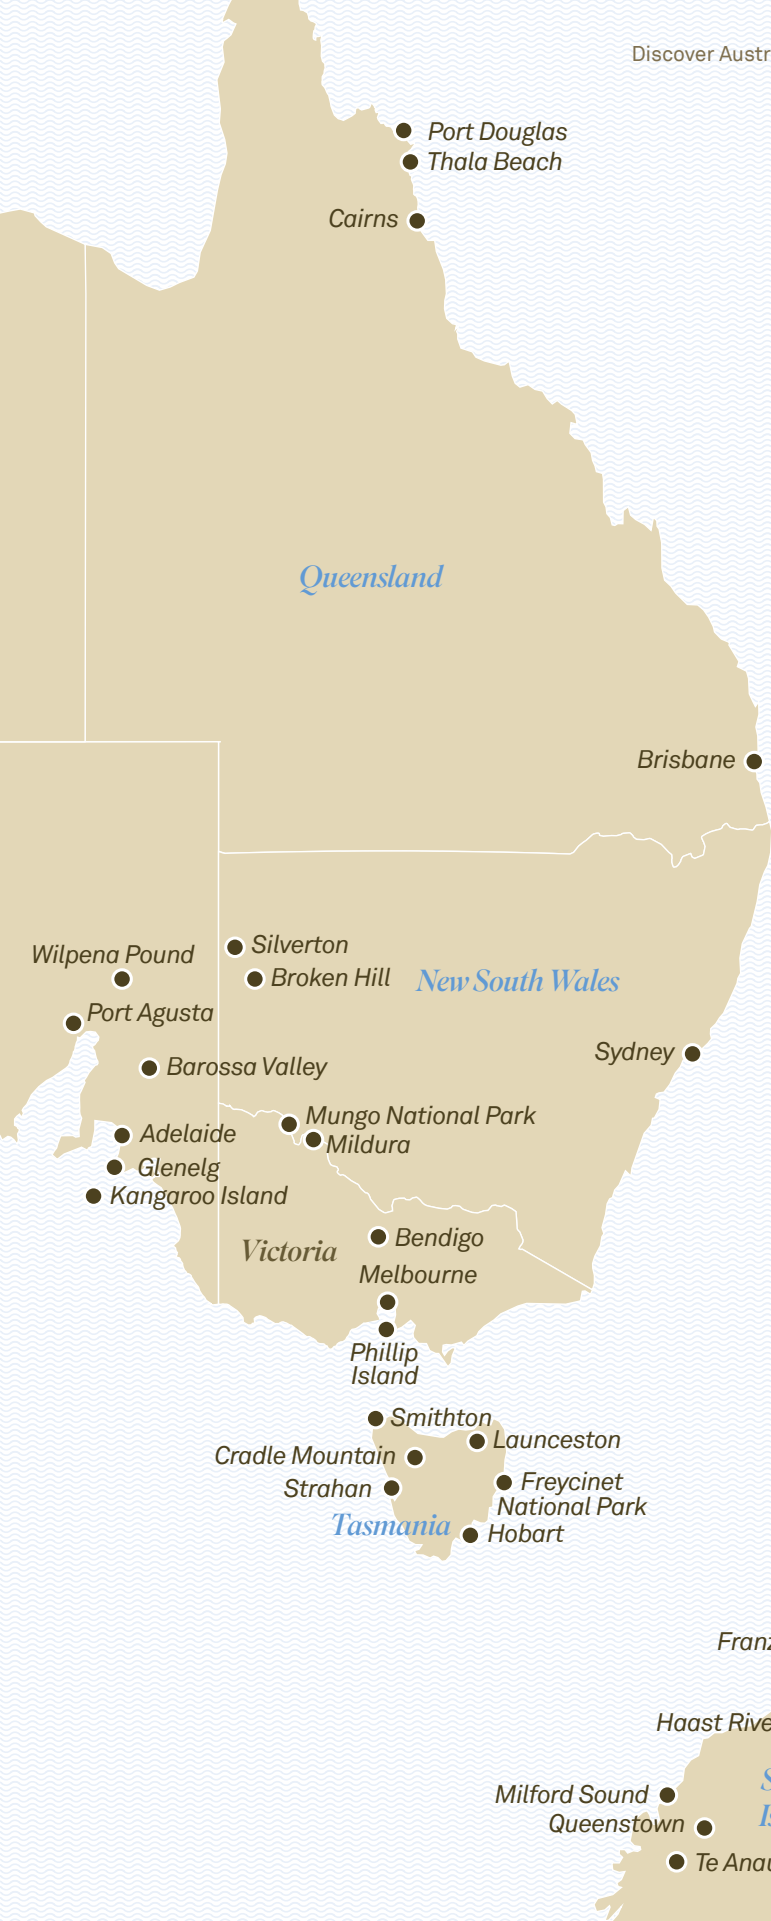 Discover Austr
Port Douglas
Thala Beach
Cairns
Queensland
Brisbane
Silverton
Wilpena Pound
Broken Hill
New South Wales
Port Agusta
Sydney
Barossa Valley
Mungo National Park
Adelaide
Mildura
Glenelg
Kangaroo Island
Bendigo
Victoria
Melbourne
Phillip
Island
Smithton
Launceston
Cradle Mountain
Freycinet
National Park
Strahan
Tasmania
Hobart
Franz
Haast Rive
S
Is
Milford Sound
Queenstown
Te Anau